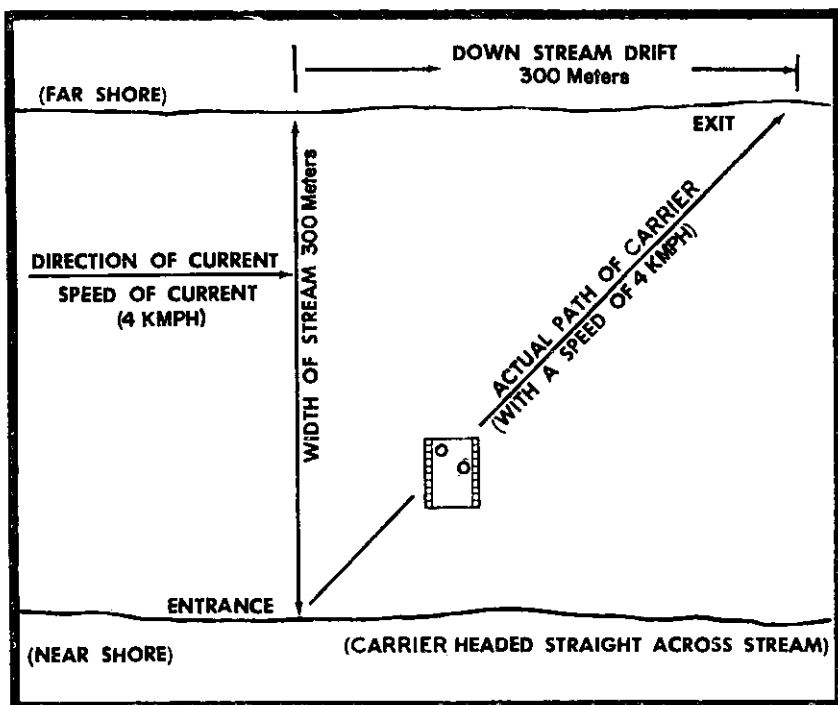 DOWN STREAM DRIFT
300 Meters
(FAR SHORE)
EXIT
WIDTH OF STREAM 300 Meters
DIRECTION OF CURRENT
SPEED OF CURRENT
(4 KMPH)
ACTUAL PATH OF CARRIER
(WITH A SPEED OF 4 KMPH)
ENTRANCE
(NEAR SHORE)
(CARRIER HEADED STRAIGHT ACROSS STREAM)